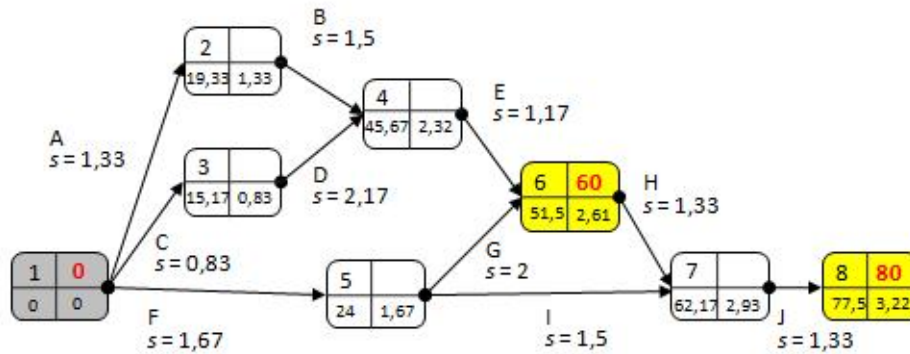 B
s = 1,5
2
19,33 1,33
4
45,67 2,32
E
s = 1,17
A
s = 1,33
3
15,17 0,83
D
s = 2,17
6 60
51,5 2,61
H
s = 1,33
C
s = 0,83
G
s = 2
1 0
0 0
5
24 1,67
7
62,17 2,93
8 80
77,5 3,22
F
s = 1,67
I
s = 1,5
J
s = 1,33